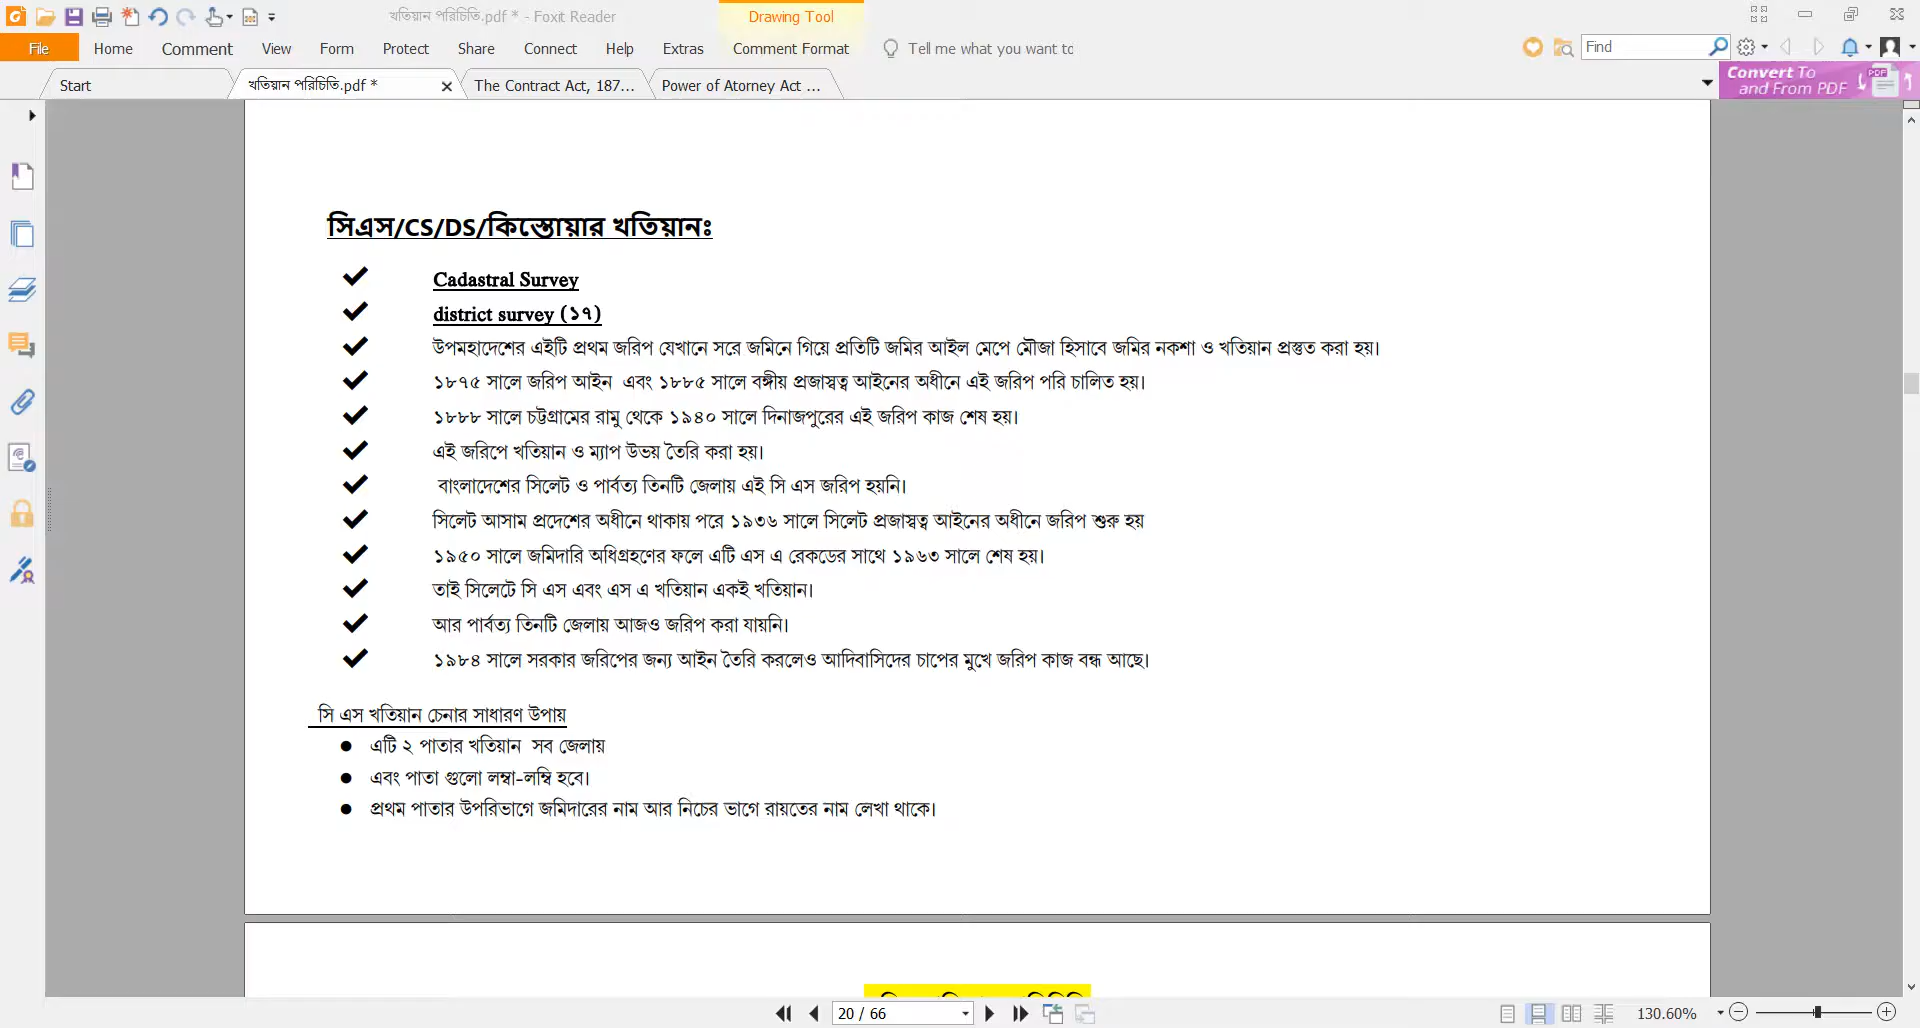 খতিয়ান পরিচিতি.pdf * - Foxit Reader
Drawing Tool
File Home Comment View Form Protect Share Connect Help Extras Comment Format Tell me what you want to Find
Start খতিয়ান পরিচিতি.pdf * The Contract Act, 187... Power of Atorney Act ...
Convert To
and From PDF
PDF
সিএস/CS/DS/কিস্তোয়ার খতিয়ানঃ
Cadastral Survey
district survey (১৭)
উপমহাদেশের এইটি প্রথম জরিপ যেখানে সরে জমিনে গিয়ে প্রতিটি জমির আইল মেপে মৌজা হিসাবে জমির নকশা ও খতিয়ান প্রস্তুত করা হয়।
১৮৭৫ সালে জরিপ আইন এবং ১৮৮৫ সালে বঙ্গীয় প্রজাস্বত্ব আইনের অধীনে এই জরিপ পরি চালিত হয়।
১৮৮৮ সালে চট্টগ্রামের রামু থেকে ১৯৪০ সালে দিনাজপুরের এই জরিপ কাজ শেষ হয়।
এই জরিপে খতিয়ান ও ম্যাপ উভয় তৈরি করা হয়।
বাংলাদেশের সিলেট ও পার্বত্য তিনটি জেলায় এই সি এস জরিপ হয়নি।
সিলেট আসাম প্রদেশের অধীনে থাকায় পরে ১৯৩৬ সালে সিলেট প্রজাস্বত্ব আইনের অধীনে জরিপ শুরু হয়
১৯৫০ সালে জমিদারি অধিগ্রহণের ফলে এটি এস এ রেকডের সাথে ১৯৬৩ সালে শেষ হয়।
তাই সিলেটে সি এস এবং এস এ খতিয়ান একই খতিয়ান।
আর পার্বত্য তিনটি জেলায় আজও জরিপ করা যায়নি।
১৯৮৪ সালে সরকার জরিপের জন্য আইন তৈরি করলেও আদিবাসিদের চাপের মুখে জরিপ কাজ বন্ধ আছে।
সি এস খতিয়ান চেনার সাধারণ উপায়
এটি ২ পাতার খতিয়ান সব জেলায়
এবং পাতা গুলো লম্বা-লম্বি হবে।
প্রথম পাতার উপরিভাগে জমিদারের নাম আর নিচের ভাগে রায়তের নাম লেখা থাকে।
20 / 66
130.60%